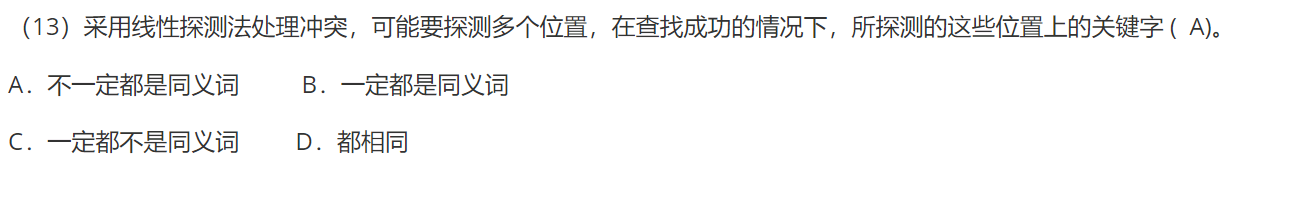 （13）采用线性探测法处理冲突，可能要探测多个位置，在查找成功的情况下，所探测的这些位置上的关键字 ( A)。
A．不一定都是同义词 B．一定都是同义词
C．一定都不是同义词 D．都相同